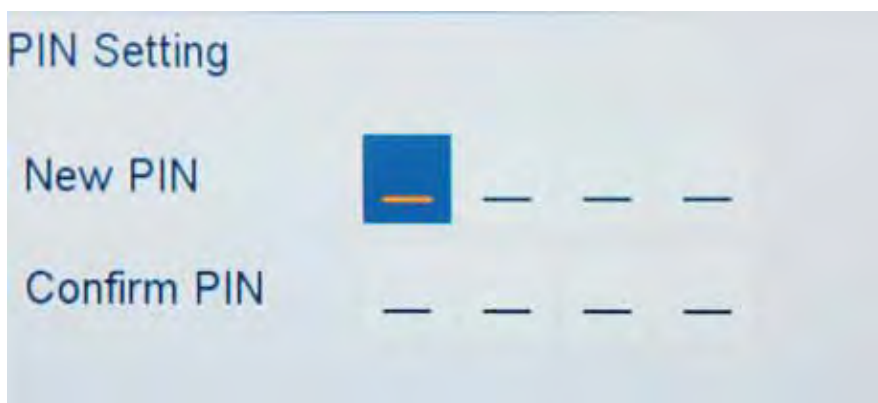 PIN Setting
New PIN _ _ _ _
Confirm PIN _ _ _ _